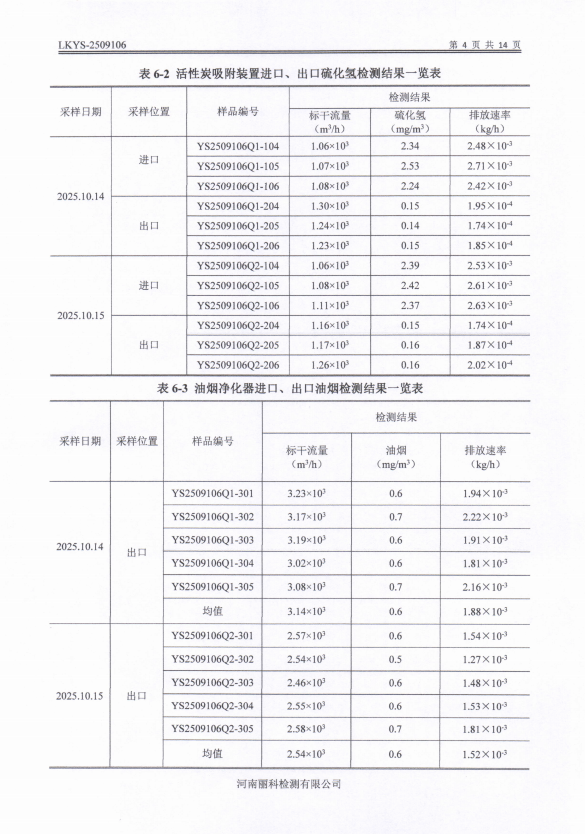 LKYS-2509106 第 4 页 共 14 页
表 6-2 活性炭吸附装置进口、出口硫化氢检测结果一览表
采样日期 采样位置 样品编号 检测结果
标干流量（m³/h） 硫化氢（mg/m³） 排放速率（kg/h）
2025.10.14 进口 YS2509106Q1-104 1.06×10³ 2.34 2.48×10⁻³
YS2509106Q1-105 1.07×10³ 2.53 2.71×10⁻³
YS2509106Q1-106 1.08×10³ 2.24 2.42×10⁻³
出口 YS2509106Q1-204 1.30×10³ 0.15 1.95×10⁻⁴
YS2509106Q1-205 1.24×10³ 0.14 1.74×10⁻⁴
YS2509106Q1-206 1.23×10³ 0.15 1.85×10⁻⁴
2025.10.15 进口 YS2509106Q2-104 1.06×10³ 2.39 2.53×10⁻³
YS2509106Q2-105 1.08×10³ 2.42 2.61×10⁻³
YS2509106Q2-106 1.11×10³ 2.37 2.63×10⁻³
出口 YS2509106Q2-204 1.16×10³ 0.15 1.74×10⁻⁴
YS2509106Q2-205 1.17×10³ 0.16 1.87×10⁻⁴
YS2509106Q2-206 1.26×10³ 0.16 2.02×10⁻⁴
表 6-3 油烟净化器进口、出口油烟检测结果一览表
采样日期 采样位置 样品编号 检测结果
标干流量（m³/h） 油烟（mg/m³） 排放速率（kg/h）
2025.10.14 出口 YS2509106Q1-301 3.23×10³ 0.6 1.94×10⁻³
YS2509106Q1-302 3.17×10³ 0.7 2.22×10⁻³
YS2509106Q1-303 3.19×10³ 0.6 1.91×10⁻³
YS2509106Q1-304 3.02×10³ 0.6 1.81×10⁻³
YS2509106Q1-305 3.08×10³ 0.7 2.16×10⁻³
均值 3.14×10³ 0.6 1.88×10⁻³
2025.10.15 出口 YS2509106Q2-301 2.57×10³ 0.6 1.54×10⁻³
YS2509106Q2-302 2.54×10³ 0.5 1.27×10⁻³
YS2509106Q2-303 2.46×10³ 0.6 1.48×10⁻³
YS2509106Q2-304 2.55×10³ 0.6 1.53×10⁻³
YS2509106Q2-305 2.58×10³ 0.7 1.81×10⁻³
均值 2.54×10³ 0.6 1.52×10⁻³
河南丽科检测有限公司